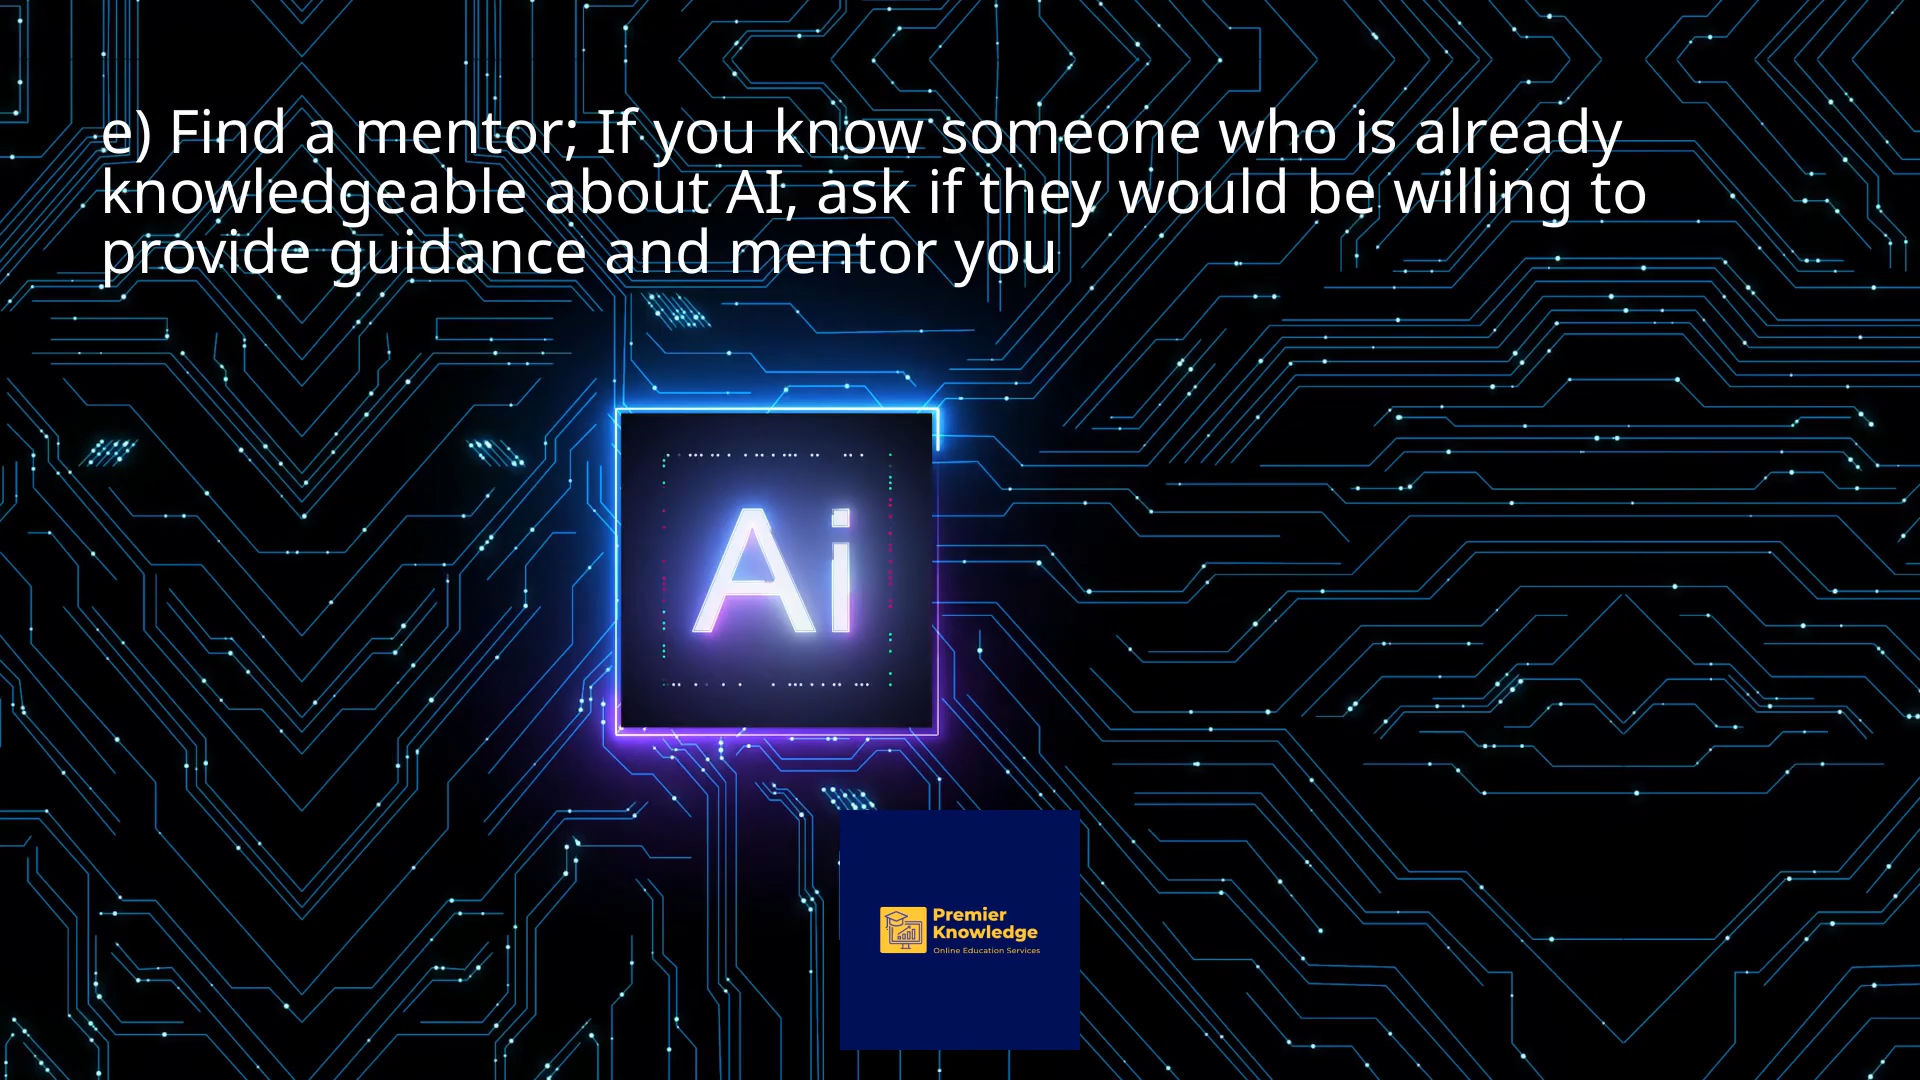 e) Find a mentor; If you know someone who is already
knowledgeable about AI, ask if they would be willing to
provide guidance and mentor you
Ai
Premier
Knowledge
Online Education Services